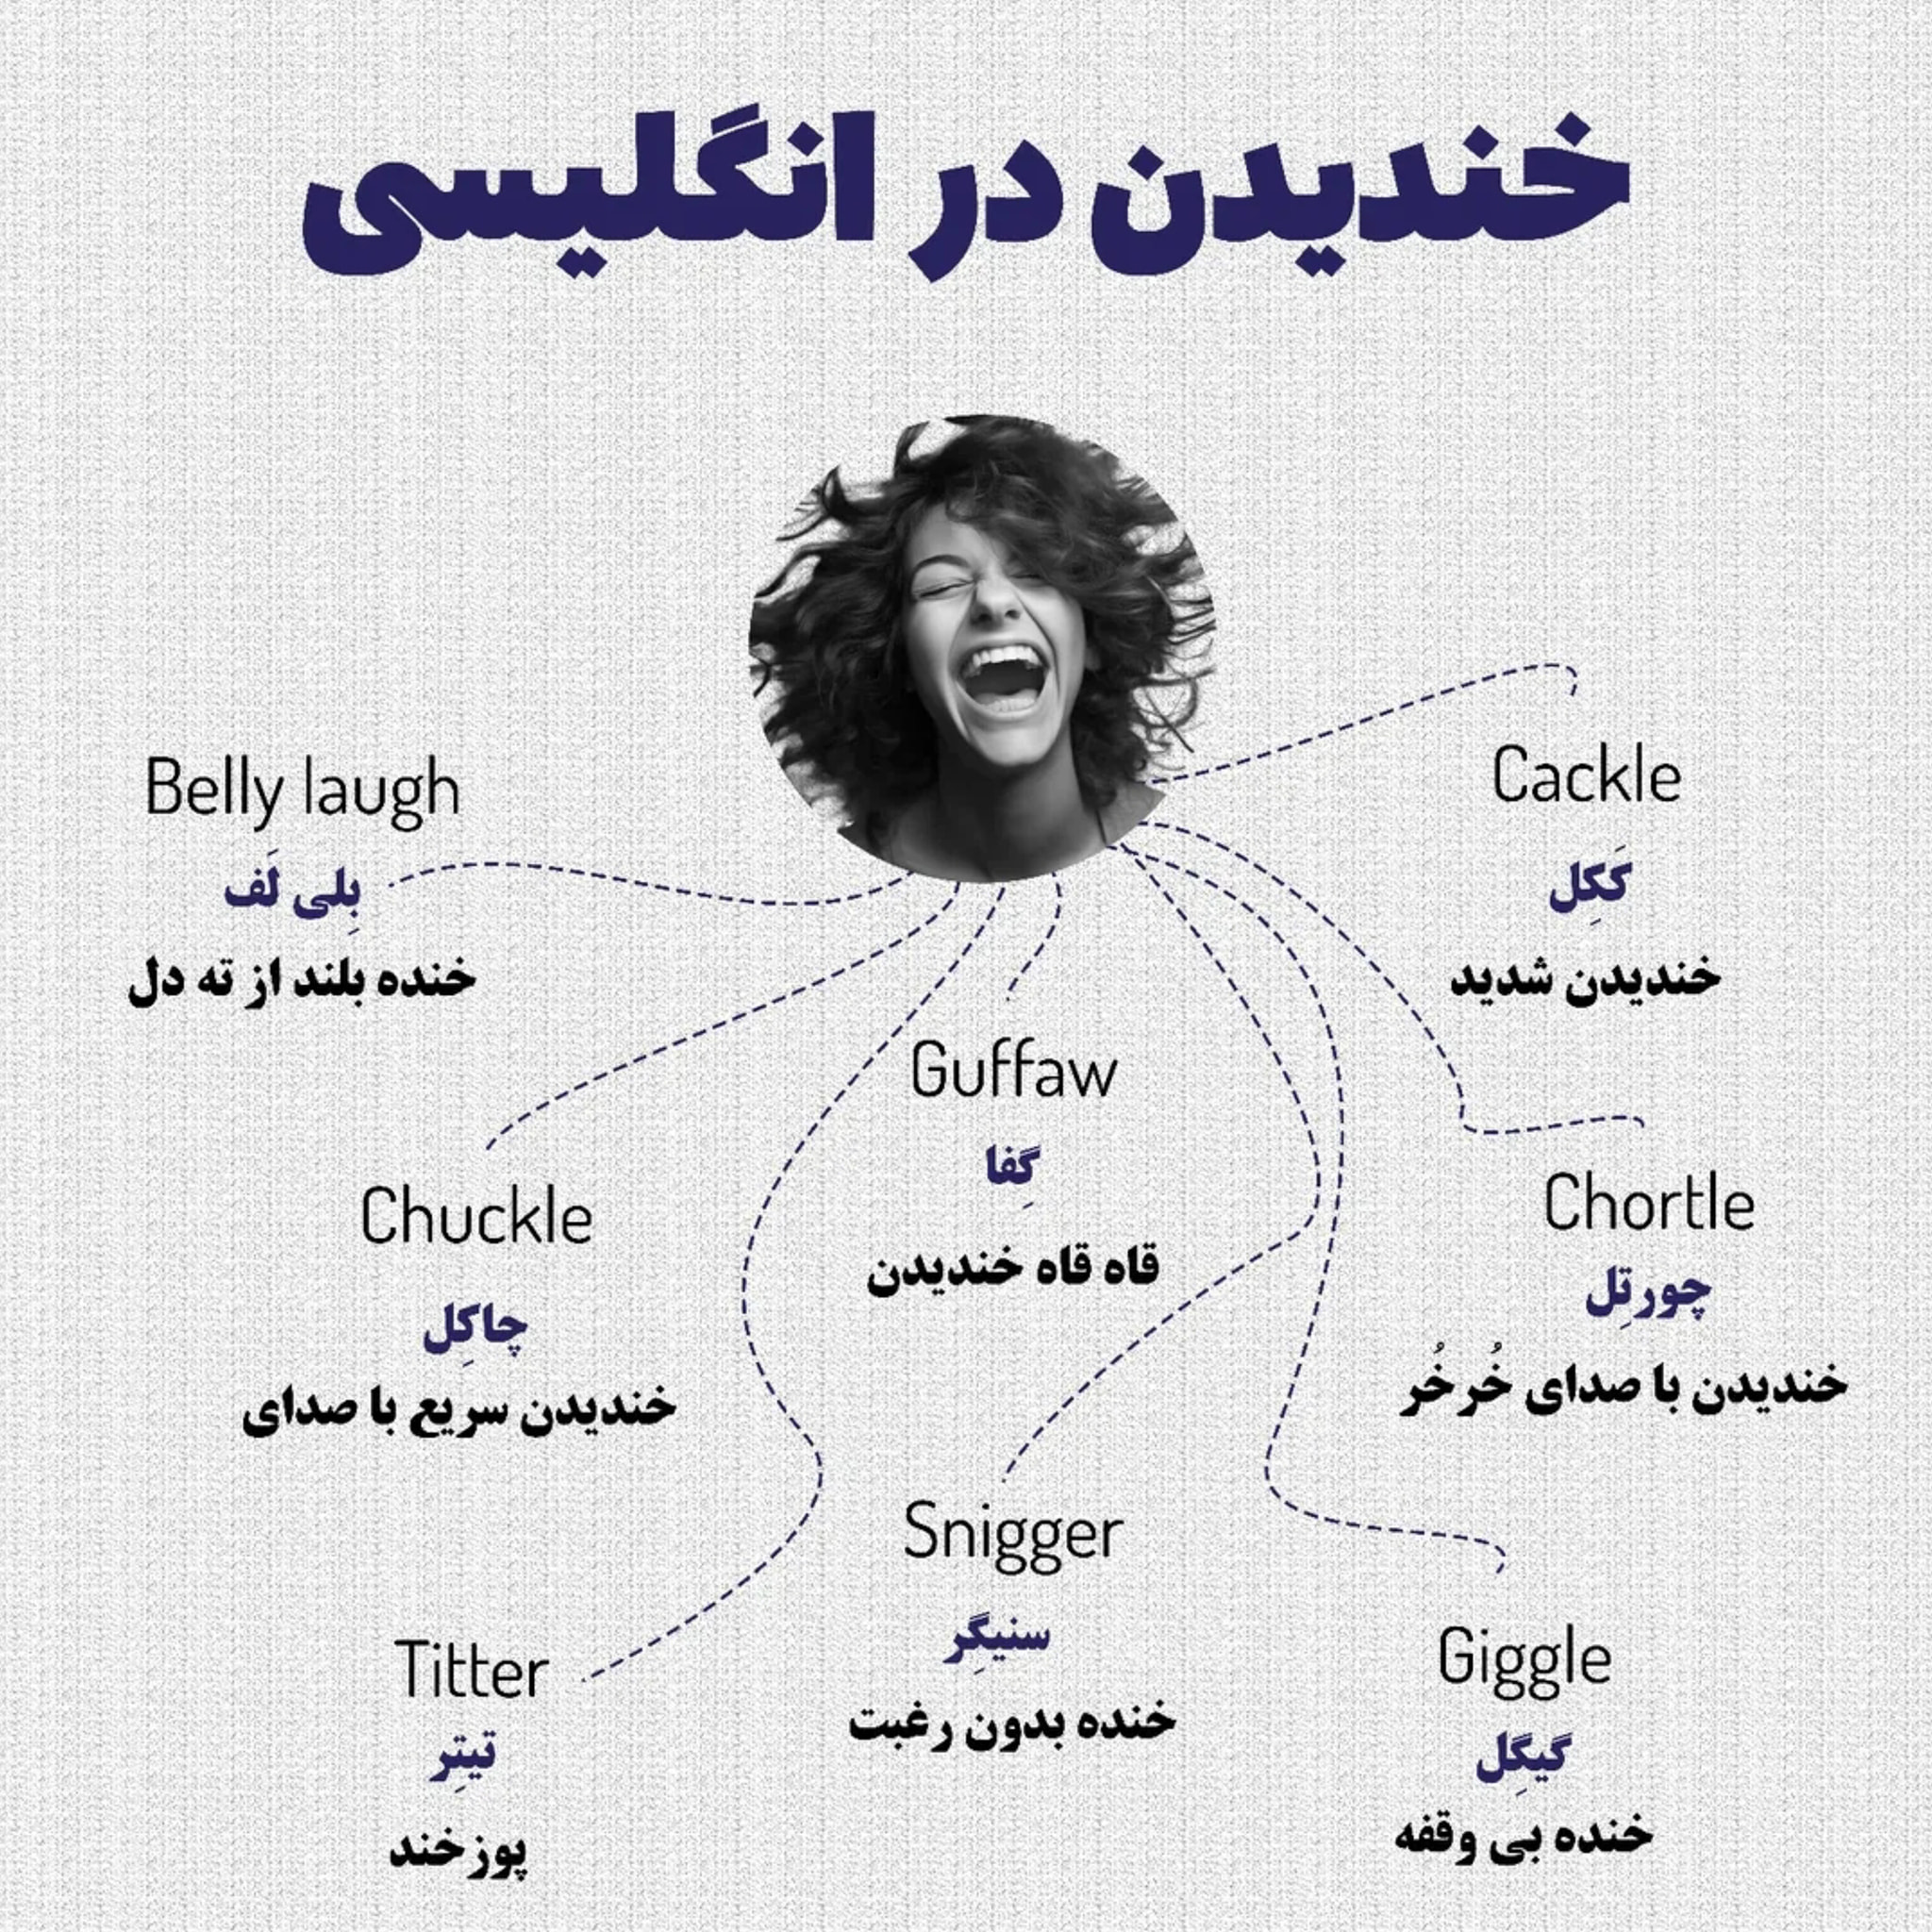 خندیدن در انگلیسی
Belly laugh
بِلی لَف
خنده بلند از ته دل
Cackle
کَکِل
خندیدن شدید
Guffaw
گِفا
قاه قاه خندیدن
Chuckle
چاکِل
خندیدن سریع با صدای
Chortle
چورتِل
خندیدن با صدای خُرخُر
Snigger
سنیگِر
خنده بدون رغبت
Titter
تیتِر
پوزخند
Giggle
گیگِل
خنده بی وقفه